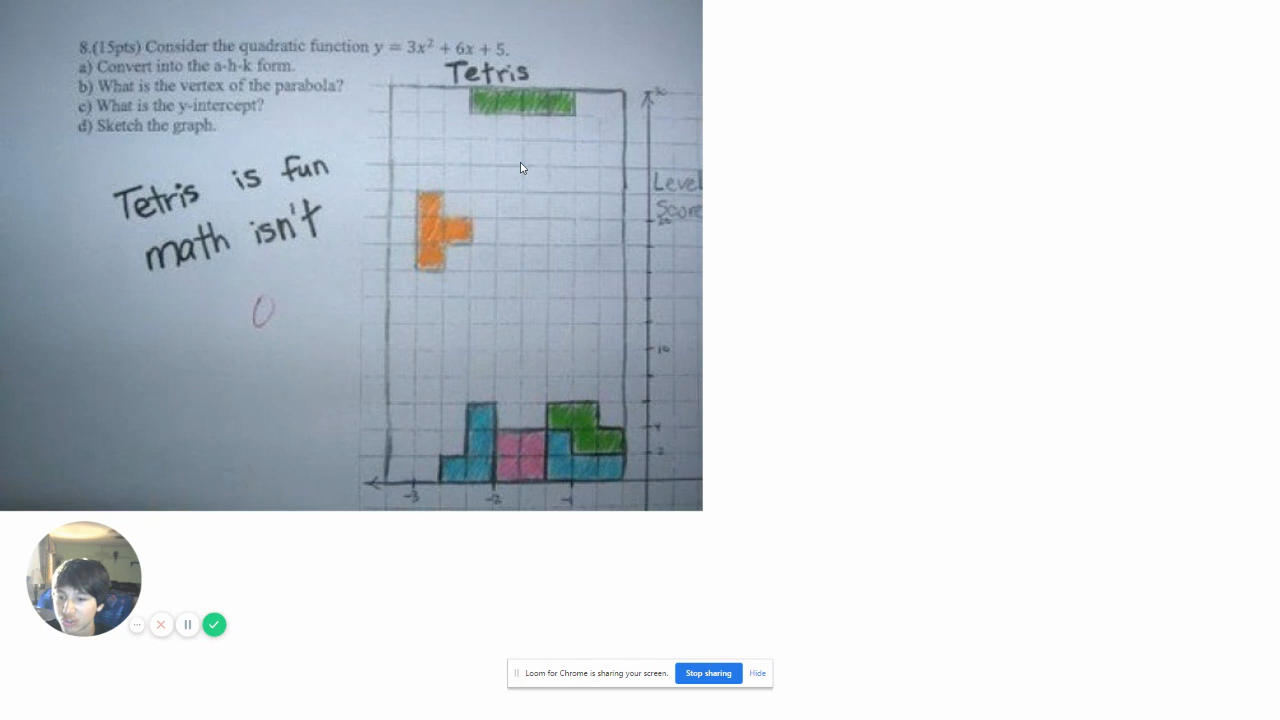 8.(15pts) Consider the quadratic function y = 3x² + 6x + 5.
a) Convert into the a-h-k form.
b) What is the vertex of the parabola?
c) What is the y-intercept?
d) Sketch the graph.
Tetris
Tetris is fun
math isn't
0
Level
Score
10
4
2
-3 -2 -1
Loom for Chrome is sharing your screen. Stop sharing Hide